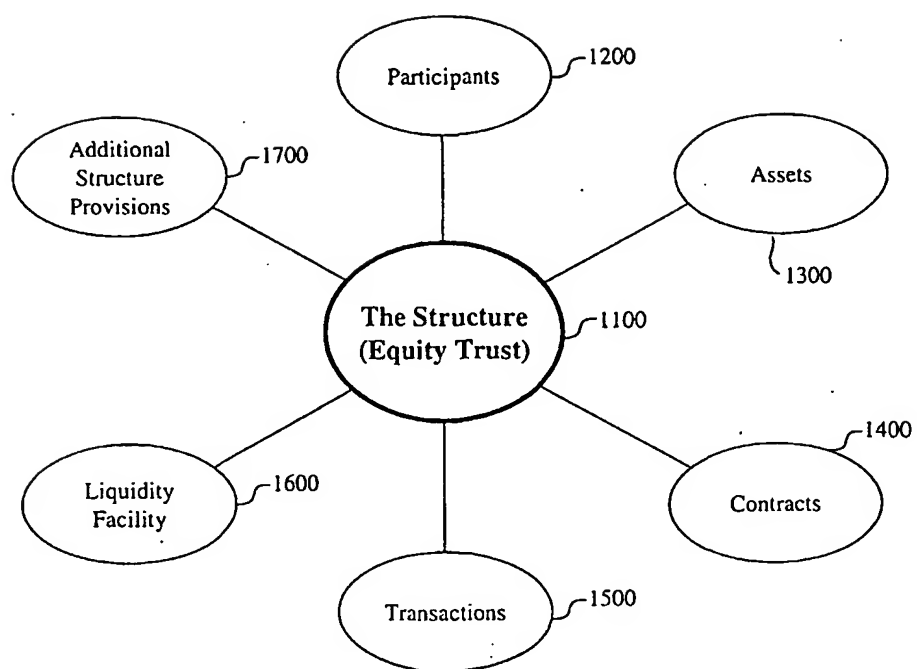 Participants
1200
Additional
Structure
Provisions
1700
Assets
1300
The Structure
(Equity Trust)
1100
1400
Contracts
Liquidity
Facility
1600
Transactions
1500